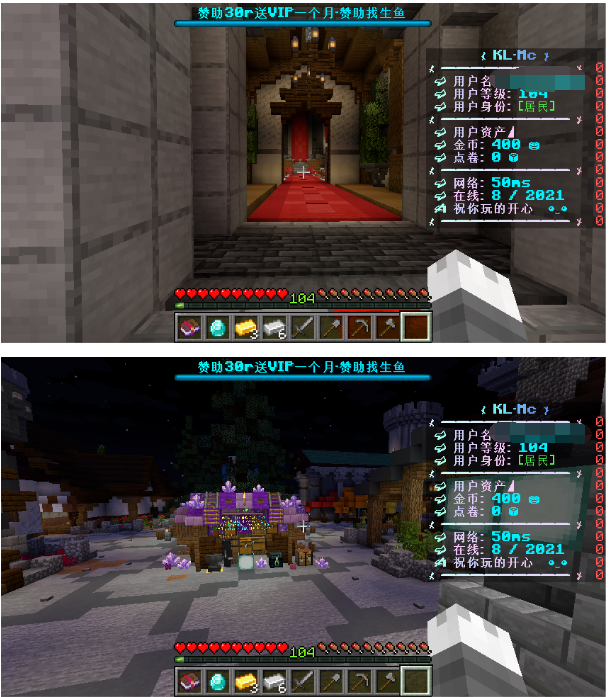 赞助30r送VIP一个月-赞助找生鱼
{ KL-Mc }
0
0
用户名
0
用户等级: 104
0
用户身份:[居民]
0
0
用户资产
0
金币: 400
0
点卷: 0
0
0
网络: 50ms
0
在线: 8 / 2021
0
祝你玩的开心
0
0
104
3 6
赞助30r送VIP一个月-赞助找生鱼
{ KL-Mc }
0
0
用户名
0
用户等级: 104
0
用户身份:[居民]
0
0
用户资产
0
金币: 400
0
点卷: 0
0
0
网络: 50ms
0
在线: 8 / 2021
0
祝你玩的开心
0
0
104
3 6